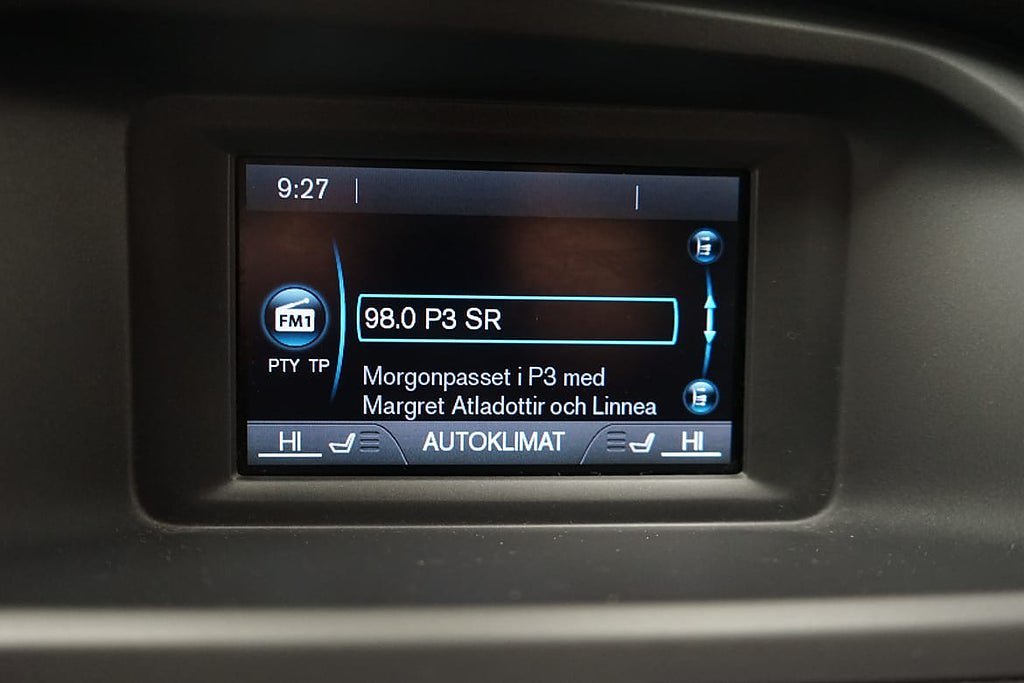 9:27
FM1
98.0 P3 SR
PTY TP
Morgonpasset i P3 med
Margret Atladottir och Linnea
HI AUTOKLIMAT HI